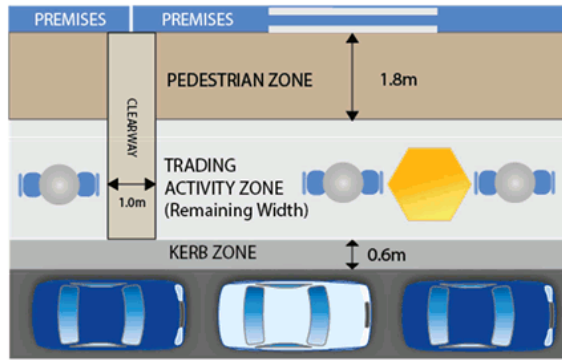 PREMISES
PREMISES
PEDESTRIAN ZONE
1.8m
CLEARWAY
1.0m
TRADING
ACTIVITY ZONE
(Remaining Width)
KERB ZONE
0.6m